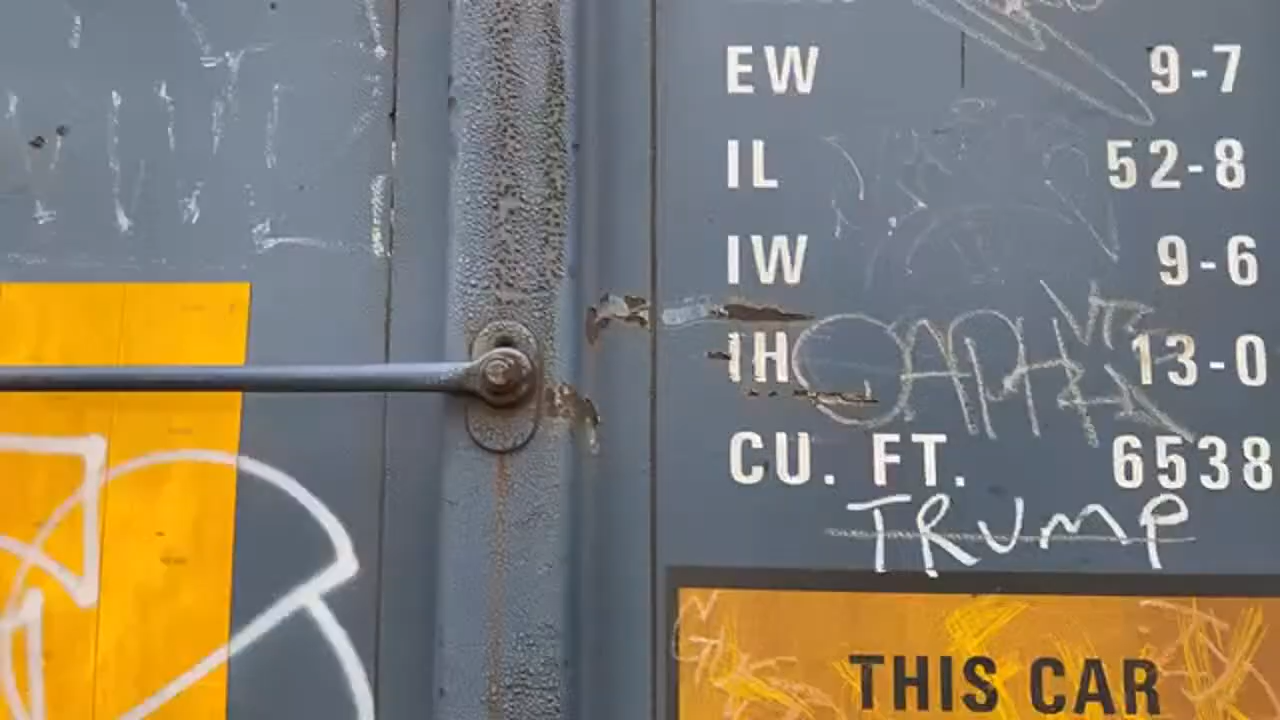 EW 9-7
IL 52-8
IW 9-6
IH 13-0
CU. FT. 6538
TRUMP
THIS CAR